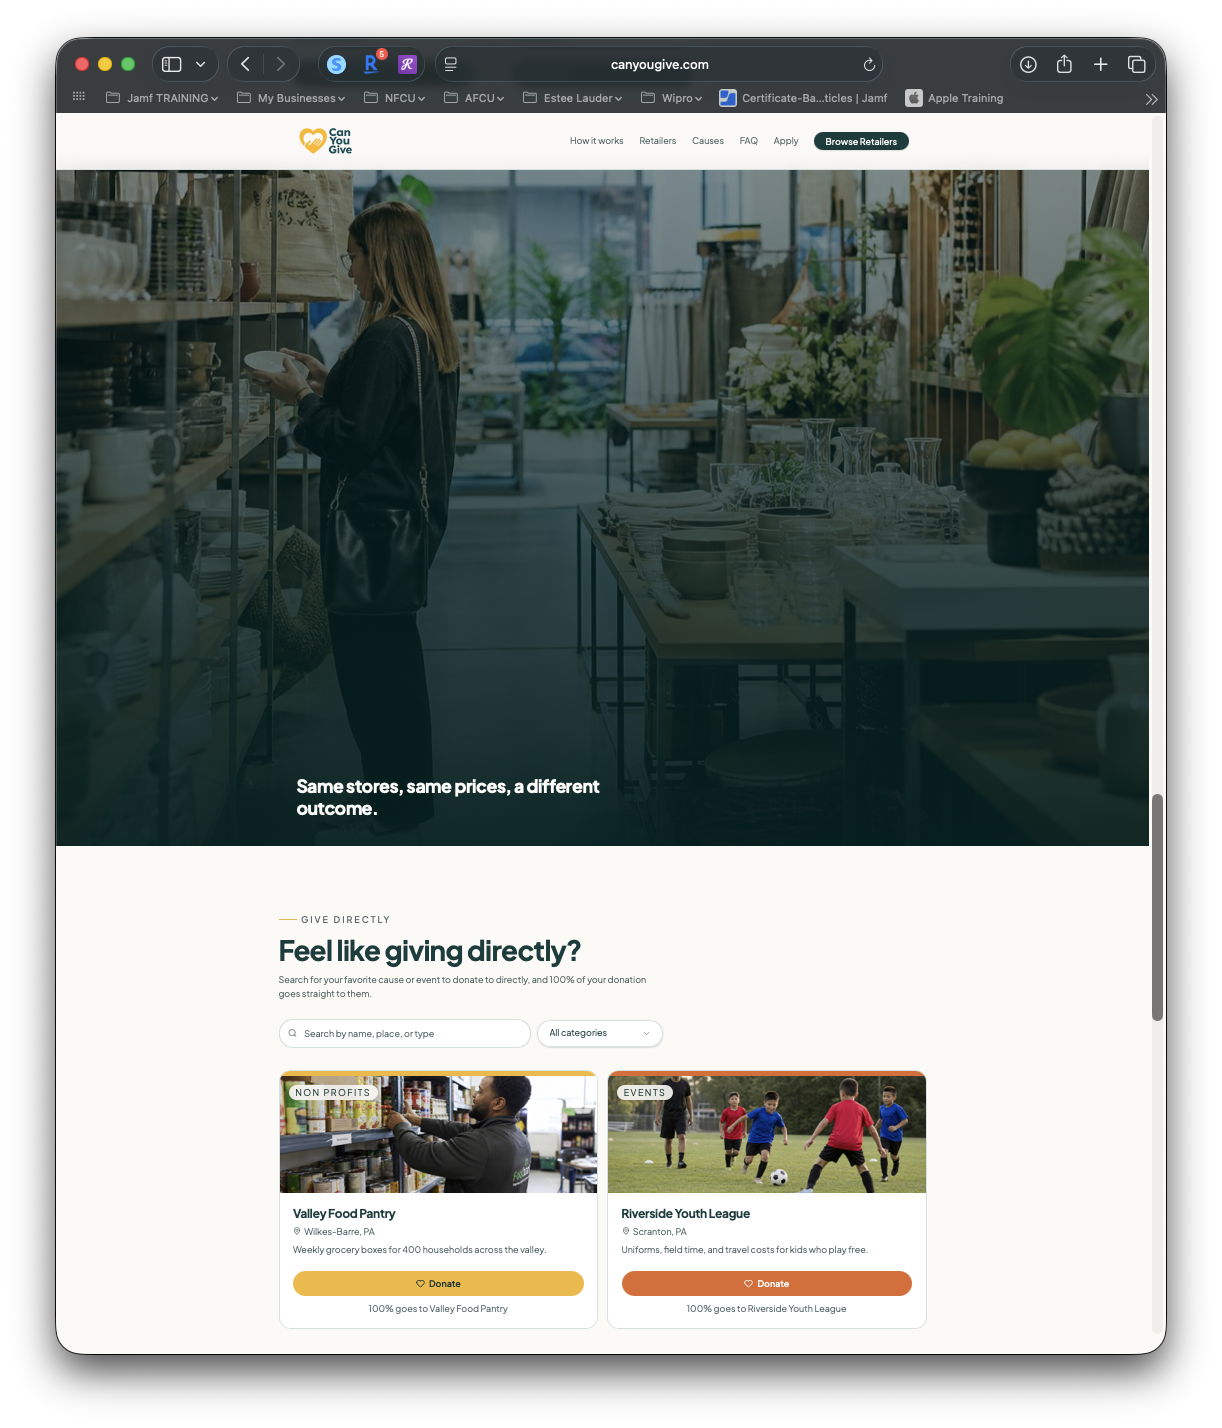 5
canyougive.com
Jamf TRAINING
My Businesses
NFCU
AFCU
Estee Lauder
Wipro
Certificate-Ba...ticles | Jamf
Apple Training
Can
You
Give
How it works
Retailers
Causes
FAQ
Apply
Browse Retailers
Same stores, same prices, a different
outcome.
GIVE DIRECTLY
Feel like giving directly?
Search for your favorite cause or event to donate to directly, and 100% of your donation
goes straight to them.
Search by name, place, or type
All categories
NON PROFITS
EVENTS
Valley Food Pantry
Wilkes-Barre, PA
Weekly grocery boxes for 400 households across the valley.
Donate
100% goes to Valley Food Pantry
Riverside Youth League
Scranton, PA
Uniforms, field time, and travel costs for kids who play free.
Donate
100% goes to Riverside Youth League